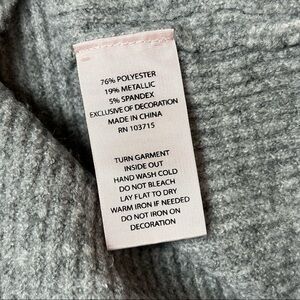 76% POLYESTER
19% METALLIC
5% SPANDEX
EXCLUSIVE OF DECORATION
MADE IN CHINA
RN 103715
TURN GARMENT
INSIDE OUT
HAND WASH COLD
DO NOT BLEACH
LAY FLAT TO DRY
WARM IRON IF NEEDED
DO NOT IRON ON
DECORATION